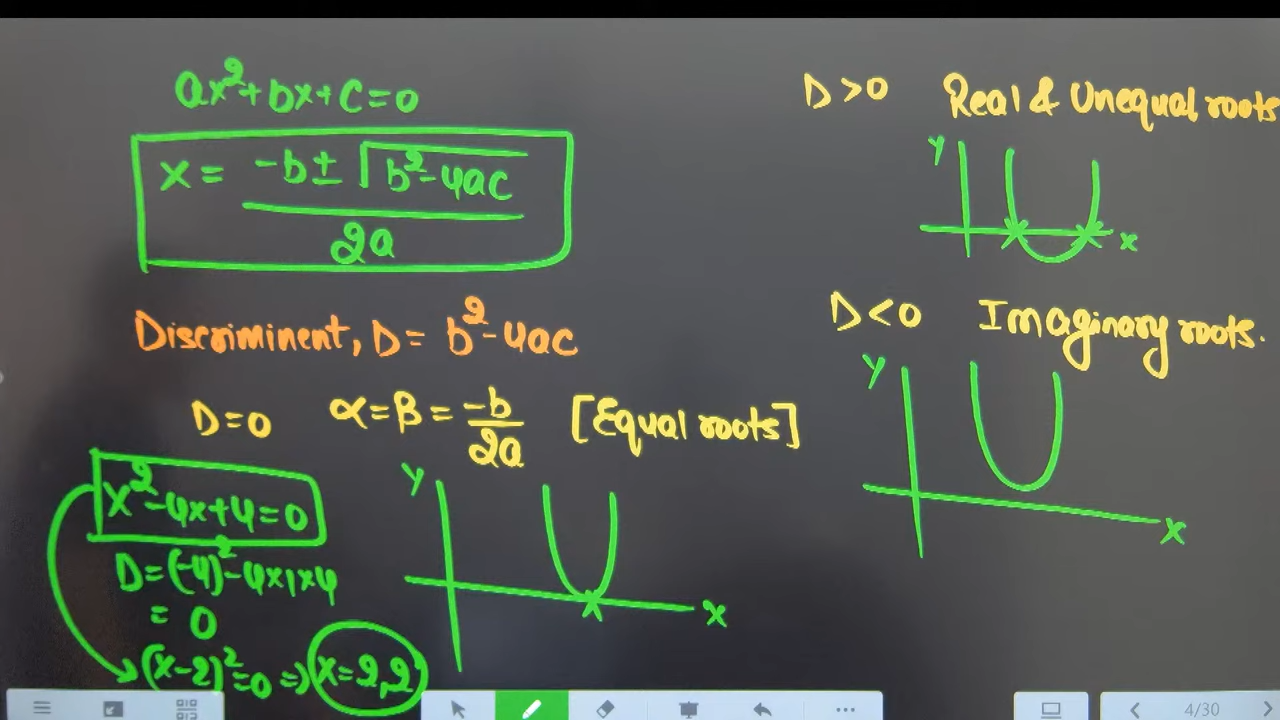 ax²+bx+c=0
x = (-b ± √(b²-4ac)) / 2a
Discriminent, D = b²-4ac
D=0 α=β= -b/2a [Equal roots]
x²-4x+4=0
D=(-4)²-4×1×4
= 0
(x-2)²=0 ⇒ x=2,2
Y
X
D>0 Real & Unequal roots
Y
X
D<0 Imaginary roots.
Y
X
4/30